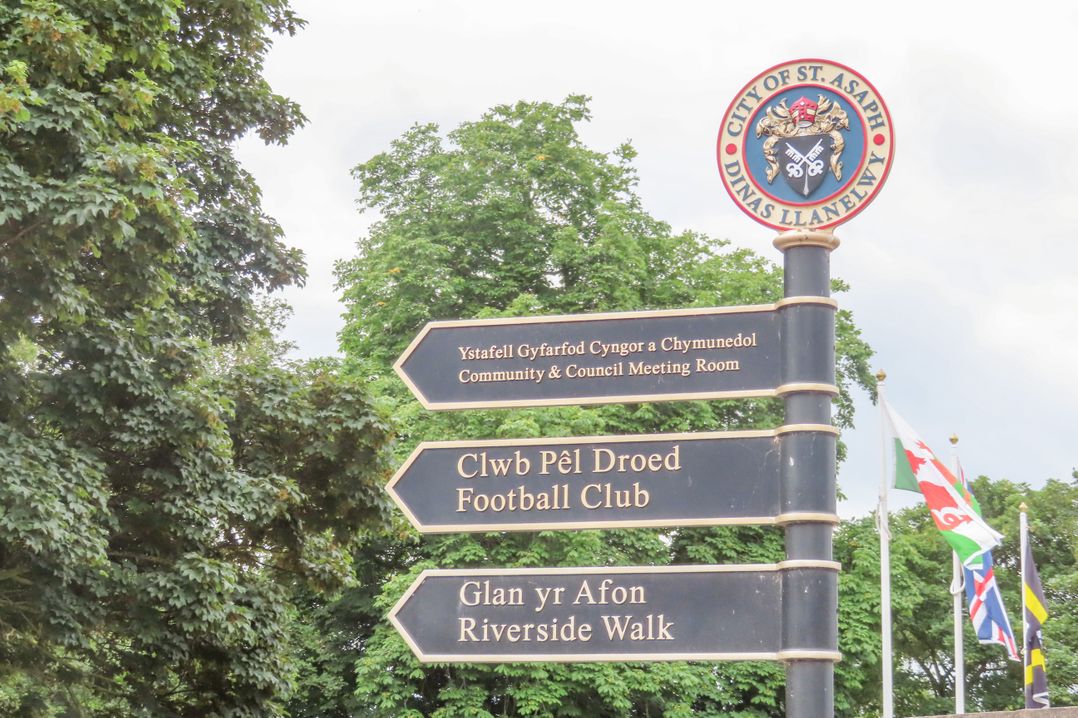 CITY OF ST. ASAPH
DINAS LLANELWY
Ystafell Gyfarfod Cyngor a Chymunedol
Community & Council Meeting Room
Clwb Pêl Droed
Football Club
Glan yr Afon
Riverside Walk